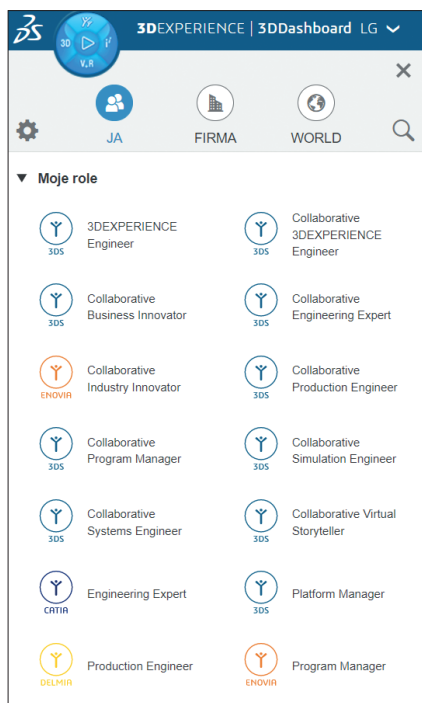 3DEXPERIENCE | 3DDashboard LG
3D
i²
V.R
JA FIRMA WORLD
Moje role
3DEXPERIENCE
Engineer
3DS
Collaborative
3DEXPERIENCE
Engineer
3DS
Collaborative
Business Innovator
3DS
Collaborative
Engineering Expert
3DS
Collaborative
Industry Innovator
ENOVIA
Collaborative
Production Engineer
3DS
Collaborative
Program Manager
3DS
Collaborative
Simulation Engineer
3DS
Collaborative
Systems Engineer
3DS
Collaborative Virtual
Storyteller
3DS
Engineering Expert
CATIA
Platform Manager
3DS
Production Engineer
DELMIA
Program Manager
ENOVIA